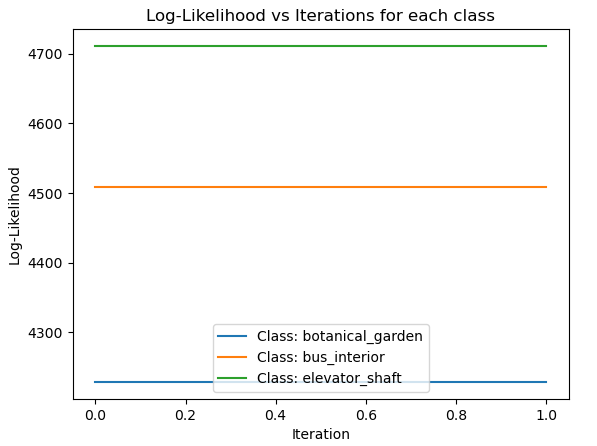 Log-Likelihood vs Iterations for each class
Log-Likelihood
4700
4600
4500
4400
4300
Class: botanical_garden
Class: bus_interior
Class: elevator_shaft
0.0 0.2 0.4 0.6 0.8 1.0
Iteration